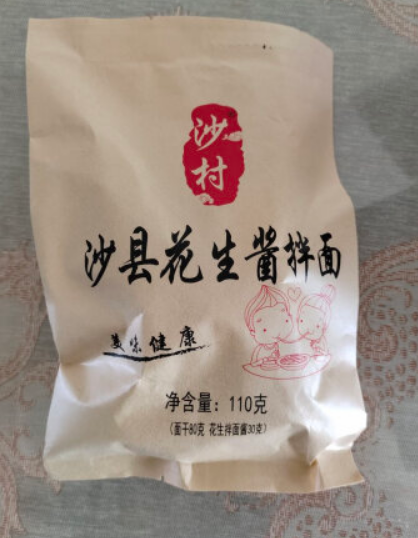 沙村
沙县花生酱拌面
美味健康
净含量：110克
（面干80克 花生拌面酱30克）